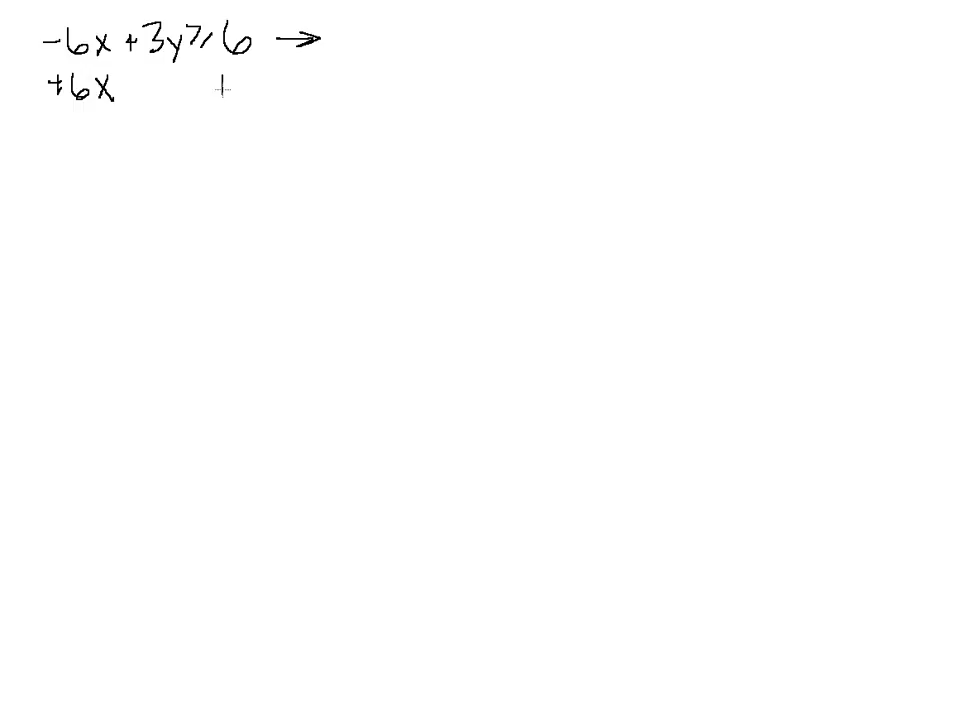 -6x + 3y ⩾ 6 →
+6x +